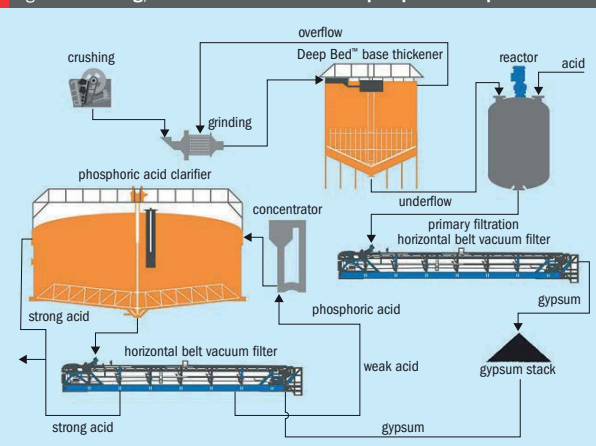 overflow
crushing
Deep Bed™ base thickener
reactor
acid
grinding
phosphoric acid clarifier
concentrator
underflow
primary filtration
horizontal belt vacuum filter
gypsum
strong acid
phosphoric acid
horizontal belt vacuum filter
weak acid
gypsum stack
strong acid
gypsum